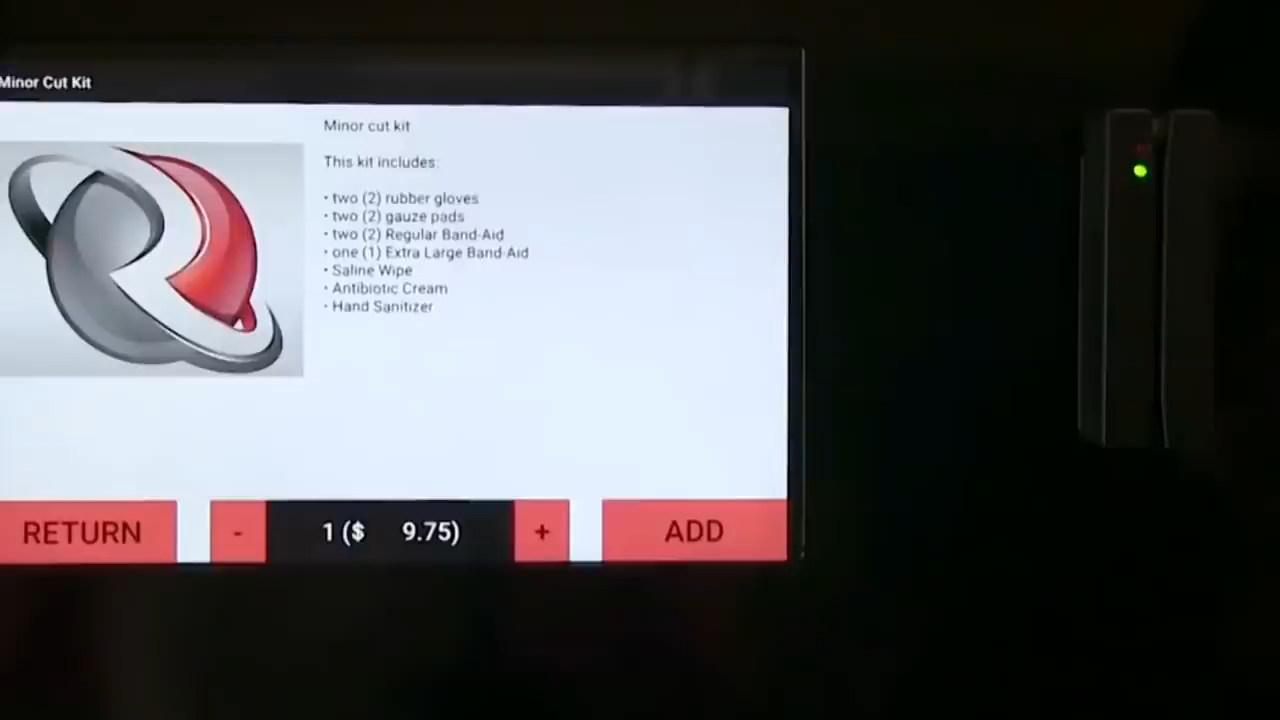 Minor Cut Kit
Minor cut kit
This kit includes:
• two (2) rubber gloves
• two (2) gauze pads
• two (2) Regular Band-Aid
• one (1) Extra Large Band-Aid
• Saline Wipe
• Antibiotic Cream
• Hand Sanitizer
RETURN - 1 ($ 9.75) + ADD